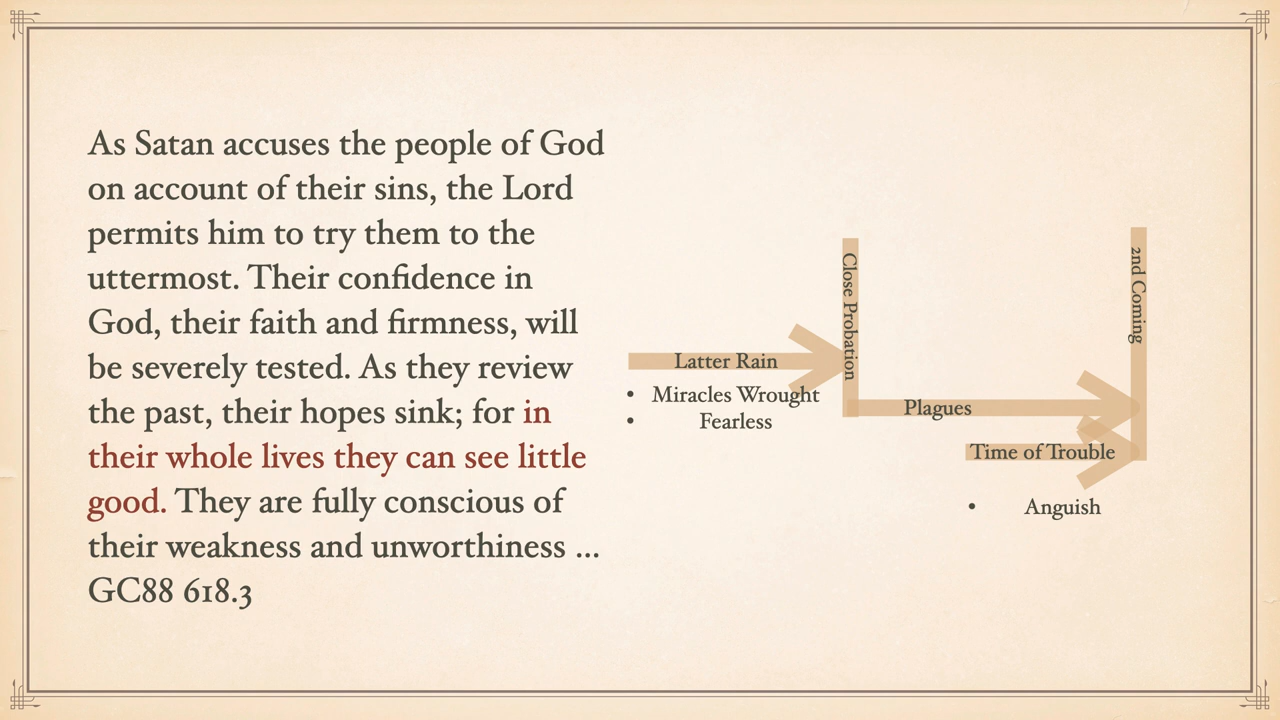 As Satan accuses the people of God
on account of their sins, the Lord
permits him to try them to the
uttermost. Their confidence in
God, their faith and firmness, will
be severely tested. As they review
the past, their hopes sink; for in
their whole lives they can see little
good. They are fully conscious of
their weakness and unworthiness ...
GC88 618.3
Close Probation
2nd Coming
Latter Rain
• Miracles Wrought
• Fearless
Plagues
Time of Trouble
• Anguish